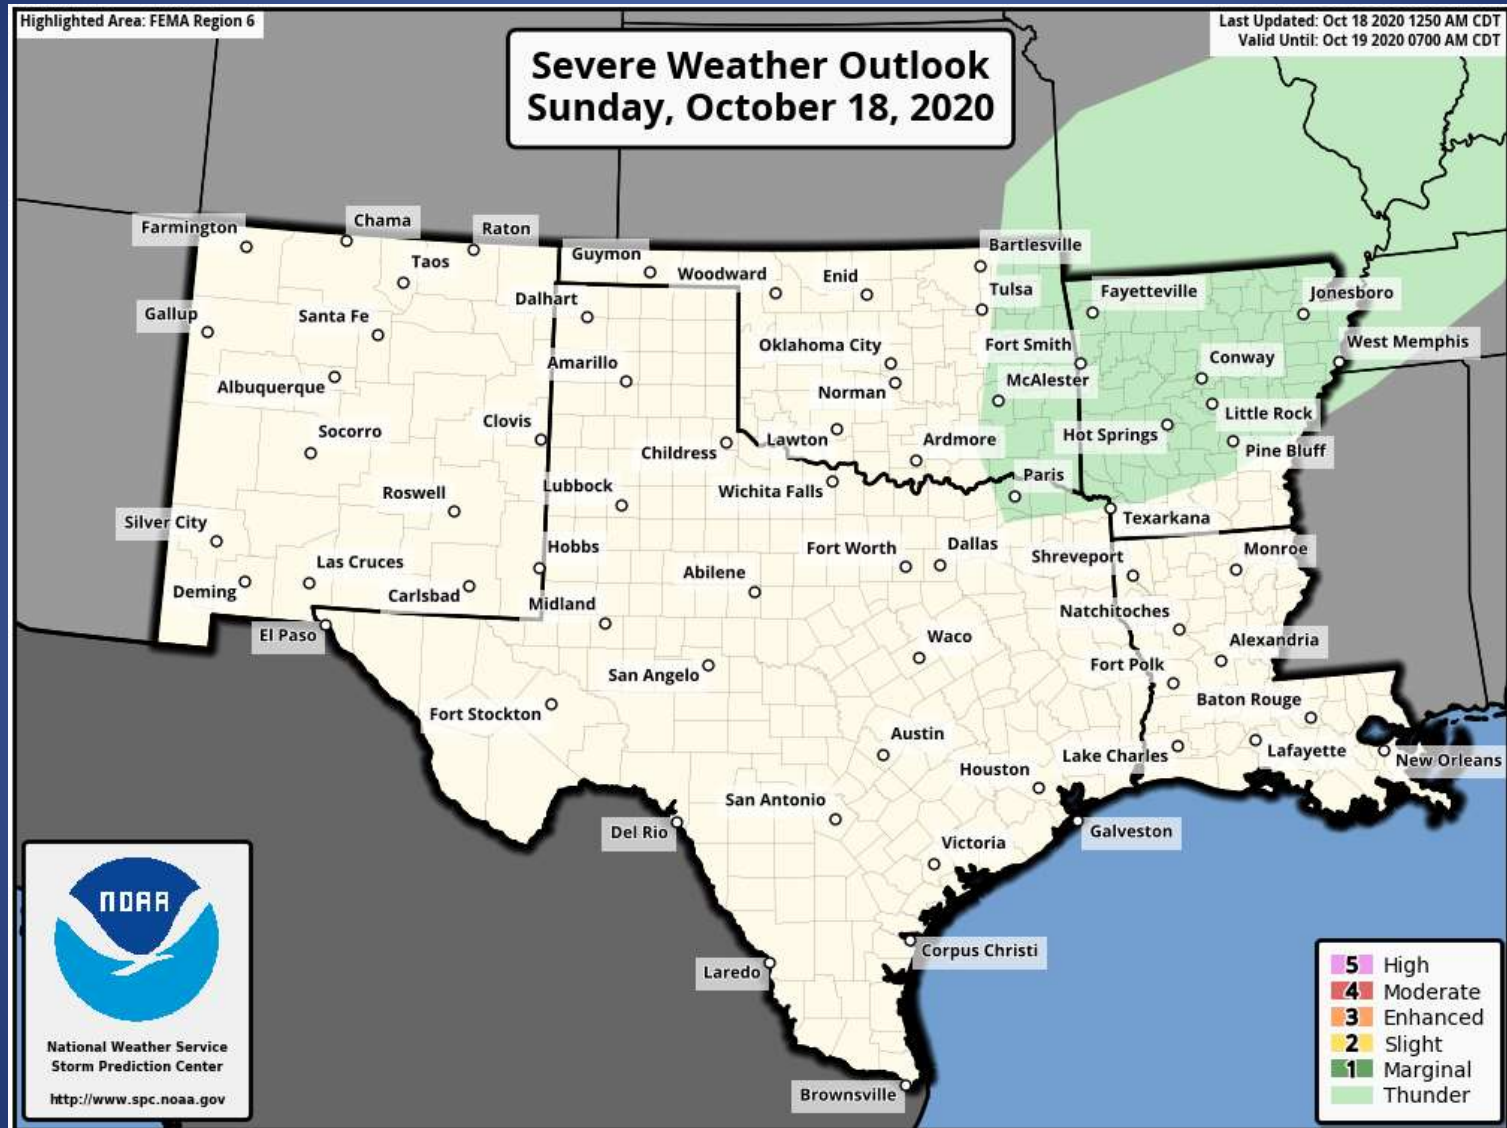 Highlighted Area: FEMA Region 6
Last Updated: Oct 18 2020 1250 AM CDT
Valid Until: Oct 19 2020 0700 AM CDT
Severe Weather Outlook
Sunday, October 18, 2020
Farmington
Chama
Raton
Taos
Guymon
Woodward
Enid
Bartlesville
Tulsa
Fayetteville
Jonesboro
Gallup
Santa Fe
Dalhart
Oklahoma City
Fort Smith
West Memphis
Albuquerque
Amarillo
Norman
McAlester
Conway
Little Rock
Socorro
Clovis
Childress
Lawton
Ardmore
Hot Springs
Pine Bluff
Roswell
Lubbock
Wichita Falls
Paris
Texarkana
Silver City
Las Cruces
Hobbs
Fort Worth
Dallas
Shreveport
Monroe
Deming
Carlsbad
Midland
Abilene
Natchitoches
El Paso
San Angelo
Waco
Fort Polk
Alexandria
Fort Stockton
Austin
Baton Rouge
Lake Charles
Lafayette
New Orleans
Houston
San Antonio
Del Rio
Galveston
Victoria
Corpus Christi
Laredo
Brownsville
NOAA
National Weather Service
Storm Prediction Center
http://www.spc.noaa.gov
5 High
4 Moderate
3 Enhanced
2 Slight
1 Marginal
Thunder